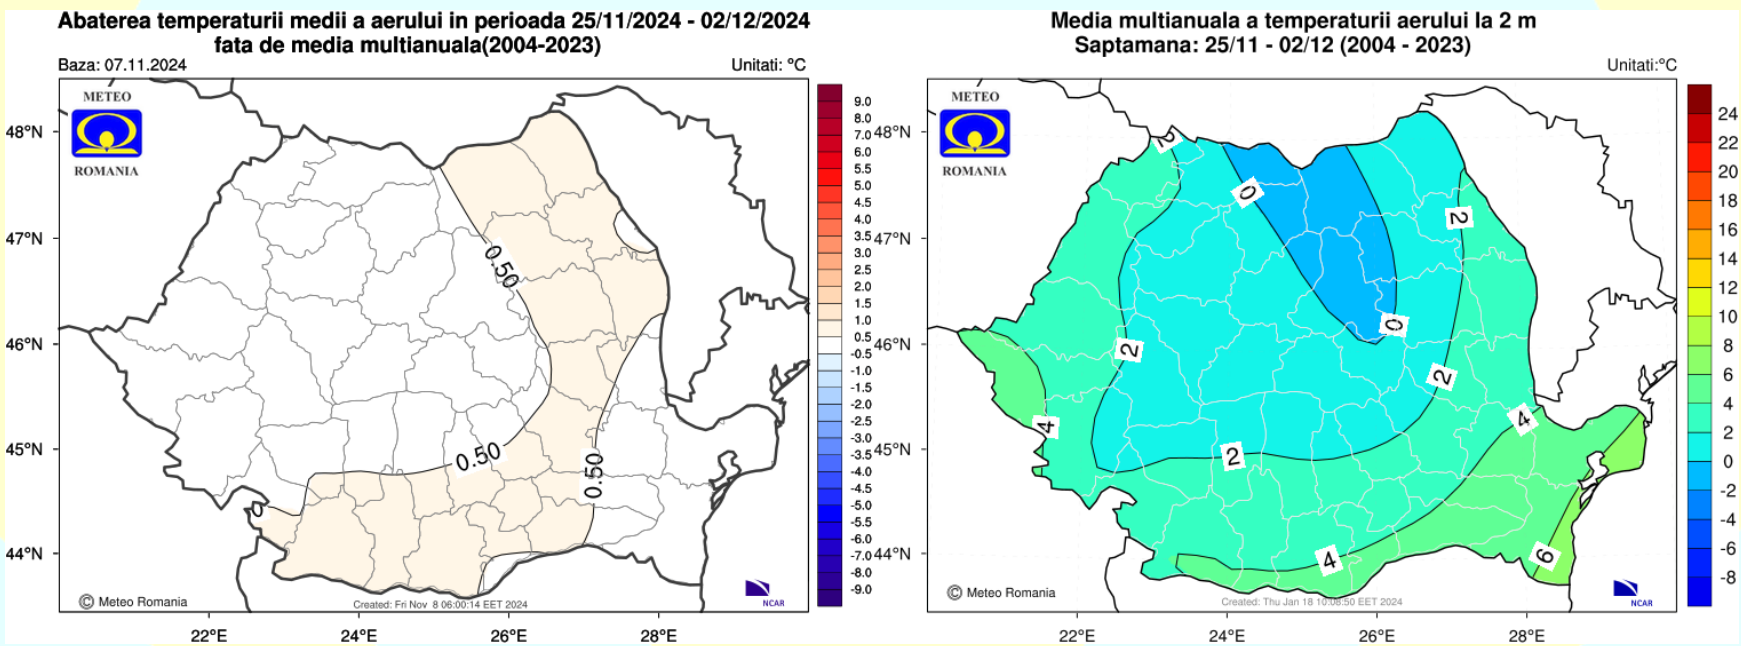 Abaterea temperaturii medii a aerului in perioada 25/11/2024 - 02/12/2024
fata de media multianuala(2004-2023)
Baza: 07.11.2024
Unitati: °C
METEO
ROMANIA
48°N
47°N
46°N
45°N
44°N
22°E
24°E
26°E
28°E
0.50
0.50
0.50
0
© Meteo Romania
Created: Fri Nov 8 06:00:14 EET 2024
NCAR
9.0
8.0
7.0
6.0
5.5
5.0
4.5
4.0
3.5
3.0
2.5
2.0
1.5
1.0
0.5
-0.5
-1.0
-1.5
-2.0
-2.5
-3.0
-3.5
-4.0
-4.5
-5.0
-5.5
-6.0
-7.0
-8.0
-9.0
Media multianuala a temperaturii aerului la 2 m
Saptamana: 25/11 - 02/12 (2004 - 2023)
Unitati:°C
METEO
ROMANIA
48°N
47°N
46°N
45°N
44°N
22°E
24°E
26°E
28°E
2
0
2
0
2
2
4
4
2
4
6
© Meteo Romania
Created: Thu Jan 18 10:08:50 EET 2024
NCAR
24
22
20
18
16
14
12
10
8
6
4
2
0
-2
-4
-6
-8